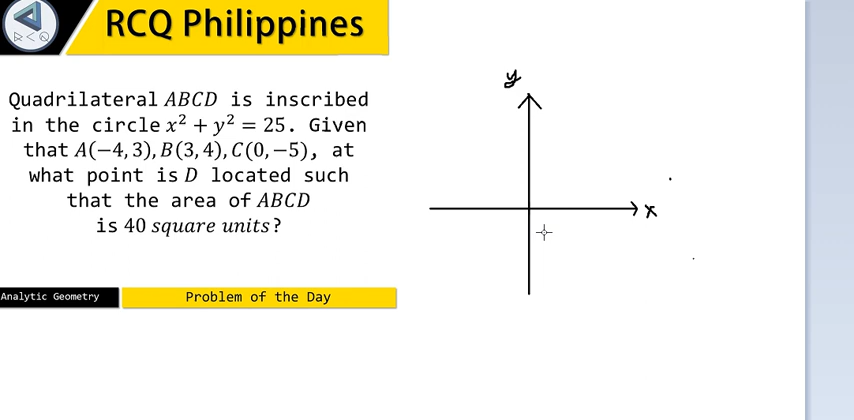 R<Q
RCQ Philippines
Quadrilateral ABCD is inscribed
in the circle x² + y² = 25. Given
that A(−4, 3), B(3, 4), C(0, −5), at
what point is D located such
that the area of ABCD
is 40 square units?
Analytic Geometry
Problem of the Day
y
x